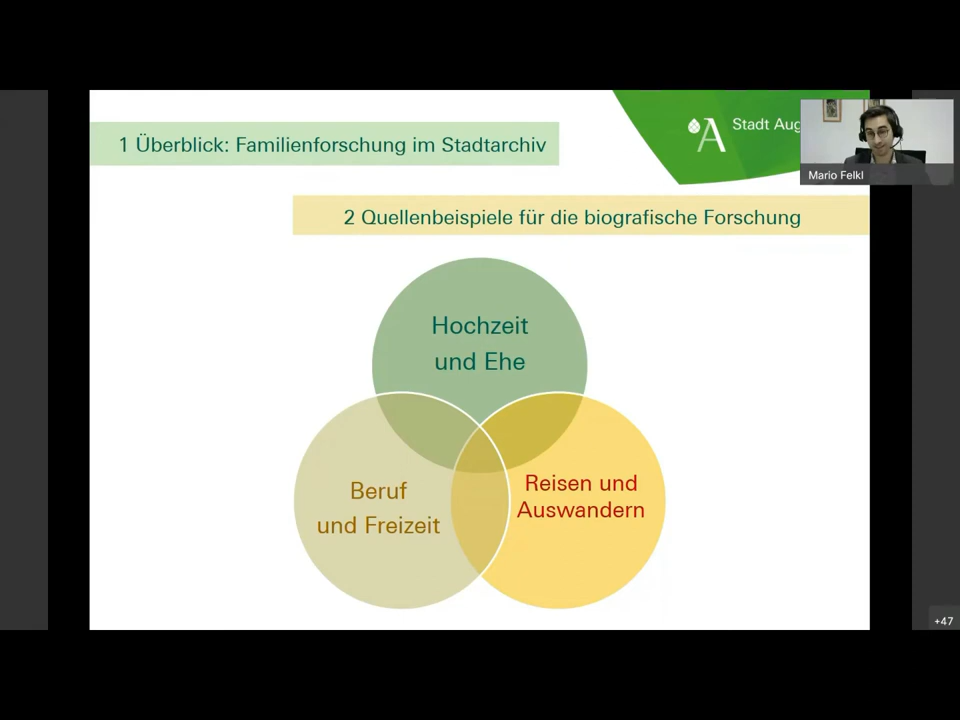 1 Überblick: Familienforschung im Stadtarchiv
Stadt Aug
Mario Felkl
2 Quellenbeispiele für die biografische Forschung
Hochzeit
und Ehe
Beruf
und Freizeit
Reisen und
Auswandern
+47